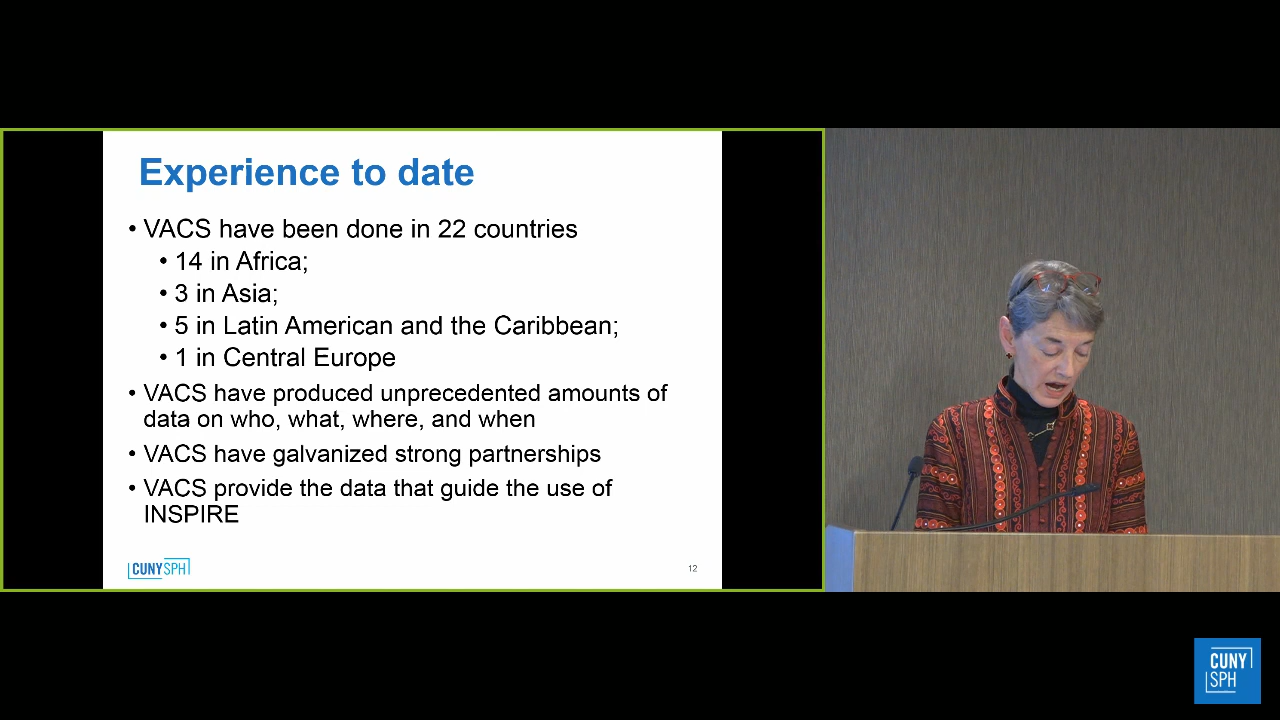 Experience to date
• VACS have been done in 22 countries
• 14 in Africa;
• 3 in Asia;
• 5 in Latin American and the Caribbean;
• 1 in Central Europe
• VACS have produced unprecedented amounts of
data on who, what, where, and when
• VACS have galvanized strong partnerships
• VACS provide the data that guide the use of
INSPIRE
CUNYSPH
12
CUNY
SPH